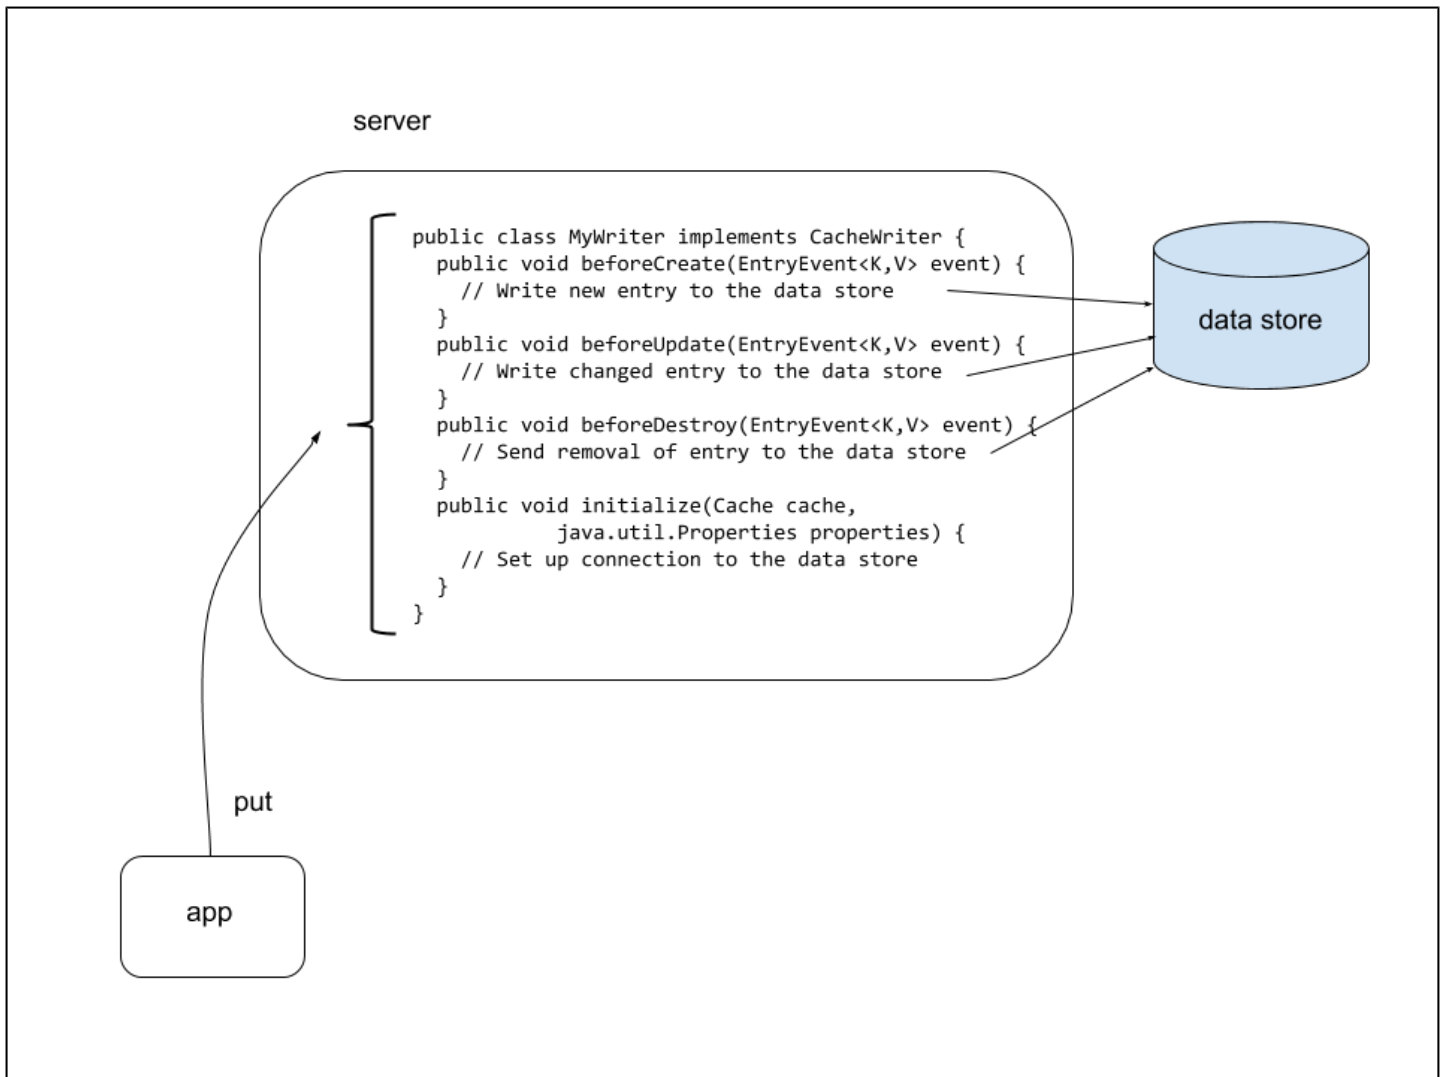 server
public class MyWriter implements CacheWriter {
  public void beforeCreate(EntryEvent<K,V> event) {
    // Write new entry to the data store
  }
  public void beforeUpdate(EntryEvent<K,V> event) {
    // Write changed entry to the data store
  }
  public void beforeDestroy(EntryEvent<K,V> event) {
    // Send removal of entry to the data store
  }
  public void initialize(Cache cache,
            java.util.Properties properties) {
    // Set up connection to the data store
  }
}
data store
put
app